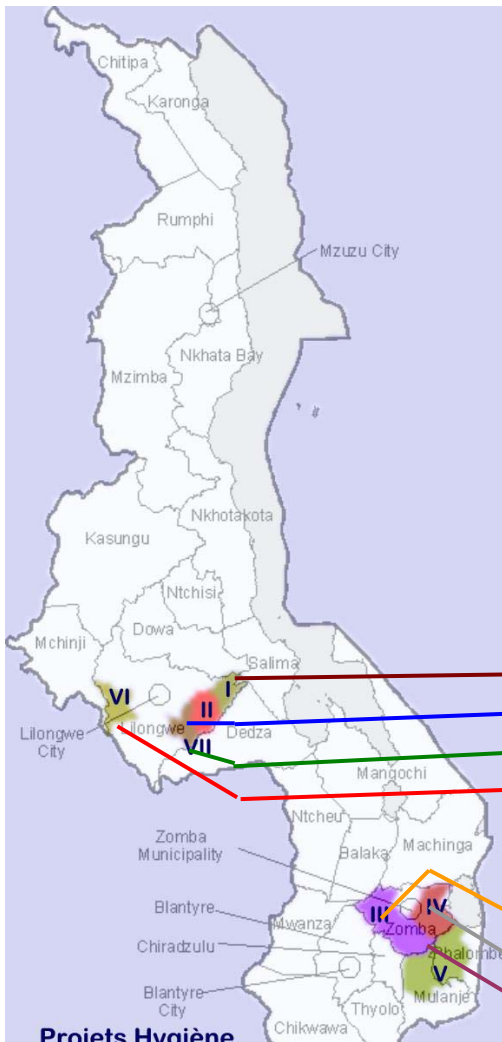 Chitipa
Karonga
Rumphi
Mzuzu City
Nkhata Bay
Mzimba
Nkhotakota
Kasungu
Ntchisi
Dowa
Mchinji
Salima
VI
I
II
Lilongwe
City
Lilongwe
Dedza
VII
Mangochi
Ntcheu
Zomba
Municipality
Balaka
Machinga
Blantyre
III
IV
Mwanza
Zomba
Chiradzulu
Phalombe
V
Blantyre
City
Mulanje
Thyolo
Chikwawa
Projets Hygiène